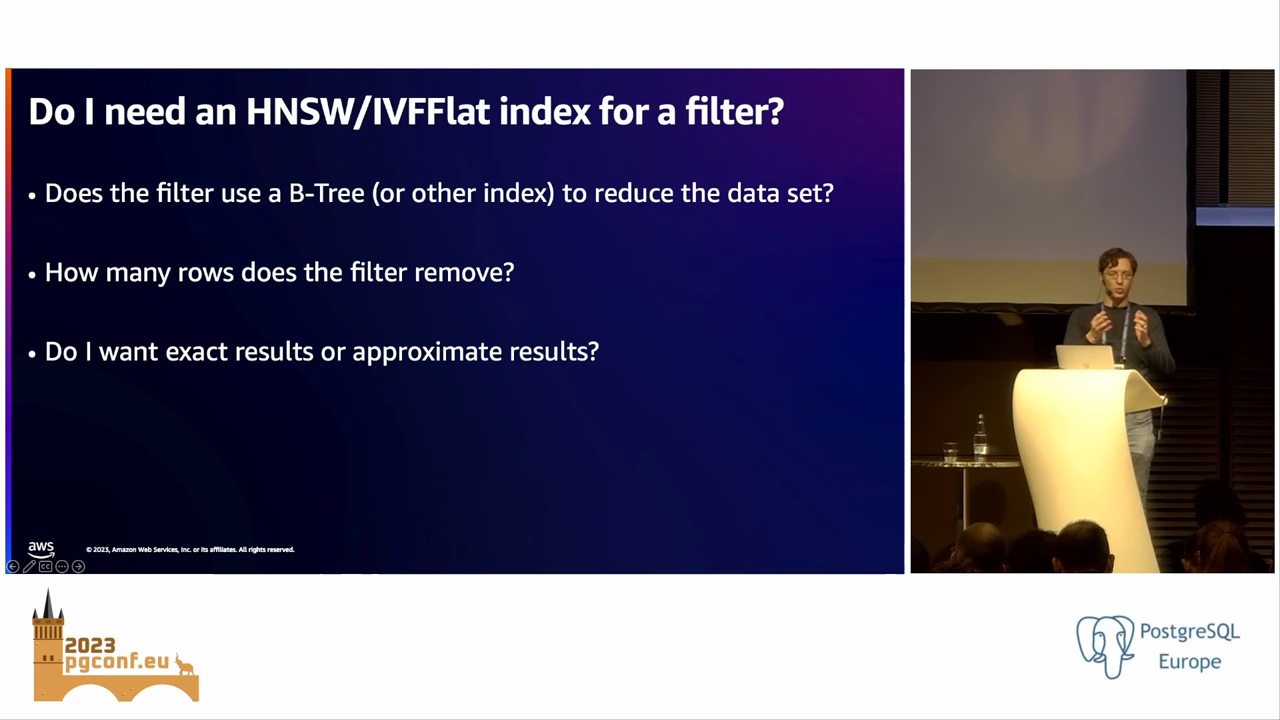 Do I need an HNSW/IVFFlat index for a filter?
• Does the filter use a B-Tree (or other index) to reduce the data set?
• How many rows does the filter remove?
• Do I want exact results or approximate results?
aws
© 2023, Amazon Web Services, Inc. or its affiliates. All rights reserved.
CC
2023
pgconf.eu
PostgreSQL
Europe